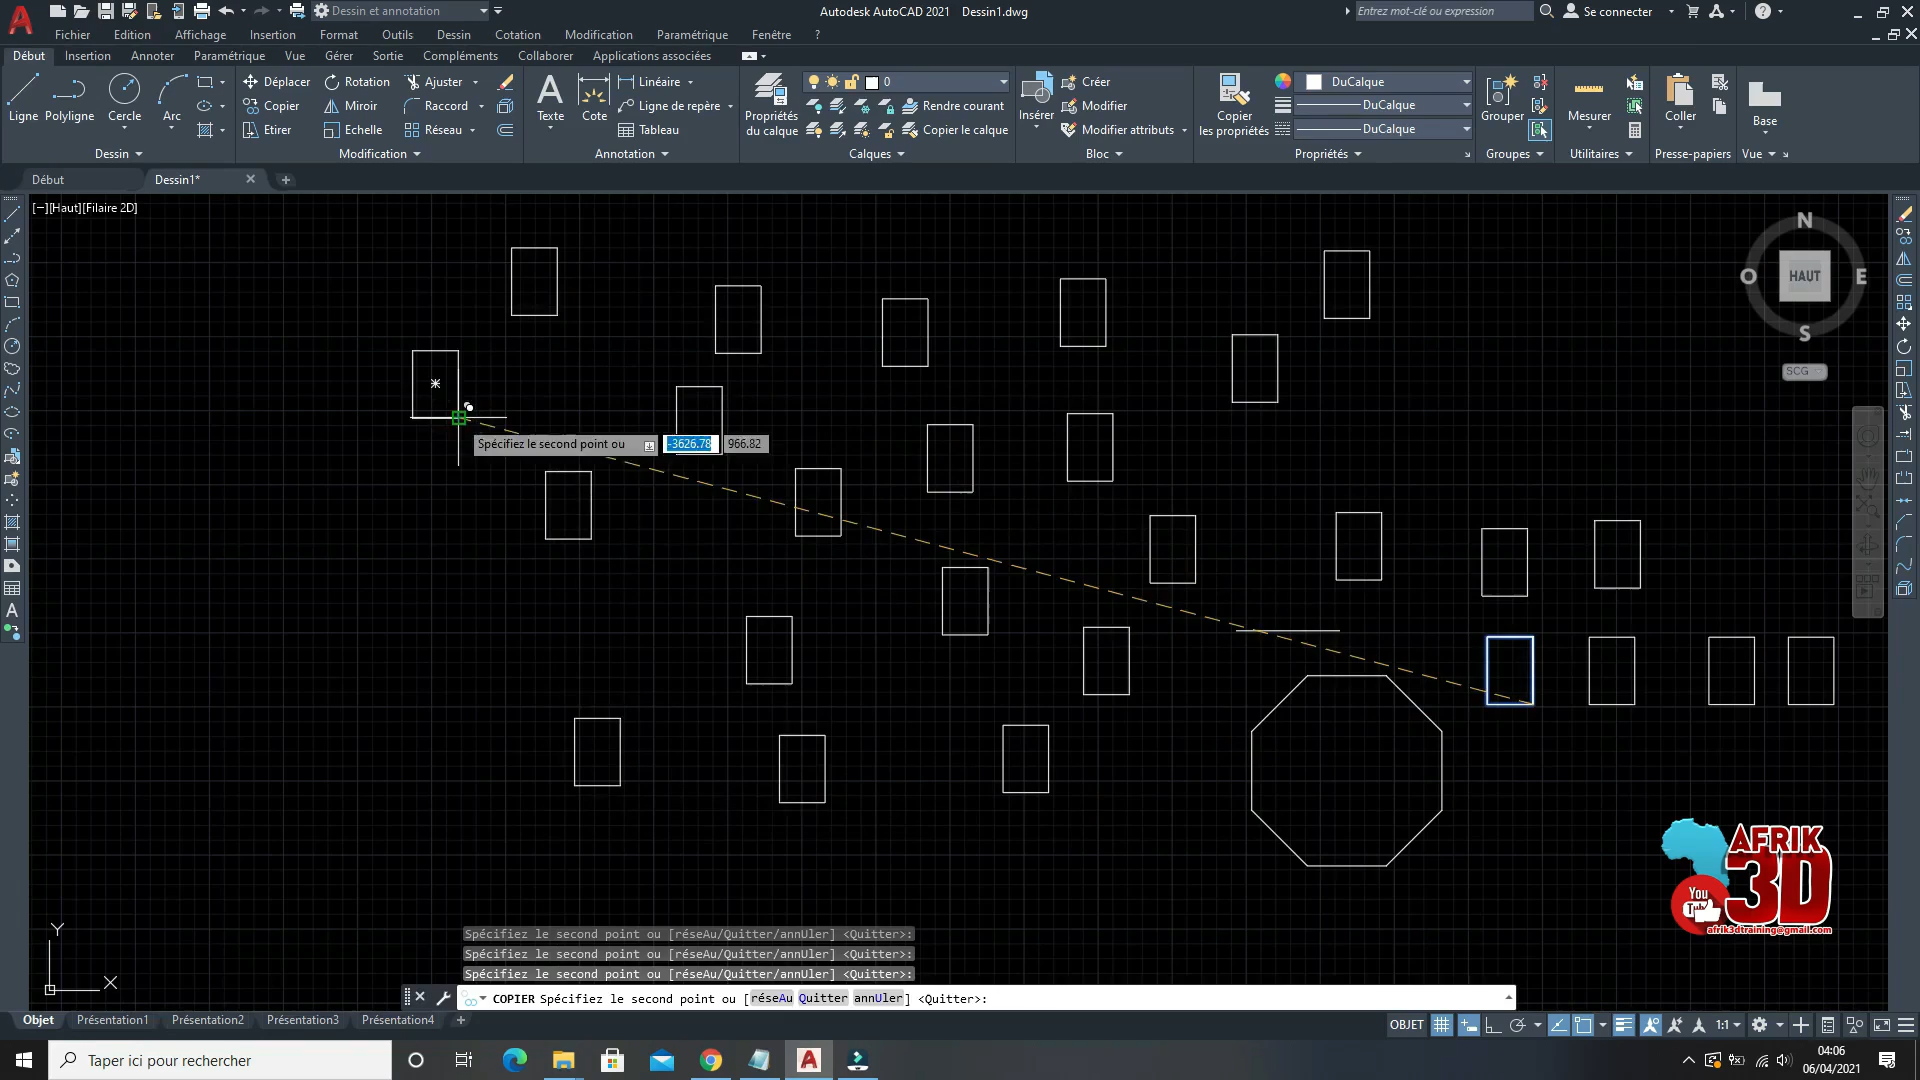 Dessin et annotation
Autodesk AutoCAD 2021 Dessin1.dwg
Entrez mot-clé ou expression
Se connecter
Fichier Edition Affichage Insertion Format Outils Dessin Cotation Modification Paramétrique Fenêtre ?
Début Insertion Annoter Paramétrique Vue Gérer Sortie Compléments Collaborer Applications associées
Ligne Polyligne Cercle Arc
Déplacer Rotation Ajuster
Copier Miroir Raccord
Etirer Echelle Réseau
Texte Cote
Linéaire
Ligne de repère
Tableau
Propriétés du calque
0
Rendre courant
Copier le calque
Insérer
Créer
Modifier
Modifier attributs
Copier les propriétés
DuCalque
DuCalque
DuCalque
Grouper
Mesurer
Coller
Base
Dessin Modification Annotation Calques Bloc Propriétés Groupes Utilitaires Presse-papiers Vue
Début Dessin1* +
[−][Haut][Filaire 2D]
N
O HAUT E
S
SCG
Spécifiez le second point ou -3626.78 966.82
AFRIK
3D
You
Tube
afrik3dtraining@gmail.com
Y
X
Spécifiez le second point ou [réseAu/Quitter/annUler] <Quitter>:
Spécifiez le second point ou [réseAu/Quitter/annUler] <Quitter>:
Spécifiez le second point ou [réseAu/Quitter/annUler] <Quitter>:
COPIER Spécifiez le second point ou [réseAu Quitter annUler] <Quitter>:
Objet Présentation1 Présentation2 Présentation3 Présentation4 +
OBJET 1:1
Taper ici pour rechercher
04:06
06/04/2021